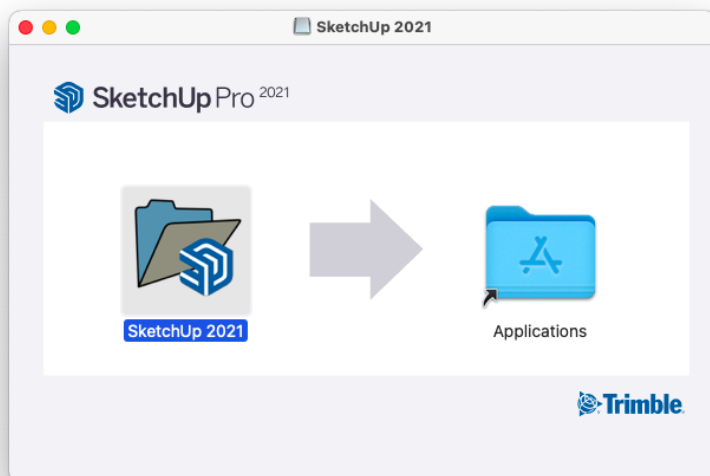 SketchUp 2021
SketchUp Pro 2021
SketchUp 2021
Applications
Trimble